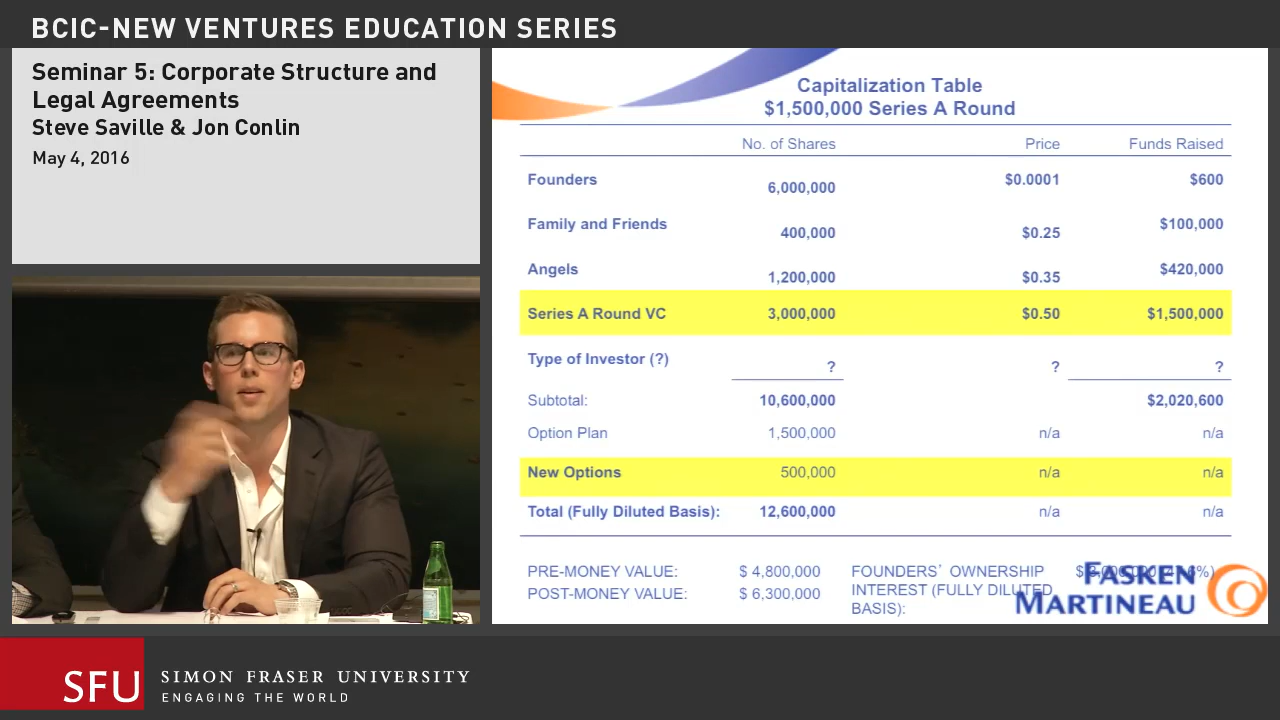 BCIC-NEW VENTURES EDUCATION SERIES
Seminar 5: Corporate Structure and
Legal Agreements
Steve Saville & Jon Conlin
May 4, 2016
Capitalization Table
$1,500,000 Series A Round
No. of Shares Price Funds Raised
Founders 6,000,000 $0.0001 $600
Family and Friends 400,000 $0.25 $100,000
Angels 1,200,000 $0.35 $420,000
Series A Round VC 3,000,000 $0.50 $1,500,000
Type of Investor (?) ? ? ?
Subtotal: 10,600,000 $2,020,600
Option Plan 1,500,000 n/a n/a
New Options 500,000 n/a n/a
Total (Fully Diluted Basis): 12,600,000 n/a n/a
PRE-MONEY VALUE: $ 4,800,000 FOUNDERS' OWNERSHIP
POST-MONEY VALUE: $ 6,300,000 INTEREST (FULLY DILUTED
BASIS):
FASKEN
MARTINEAU
SFU SIMON FRASER UNIVERSITY
ENGAGING THE WORLD